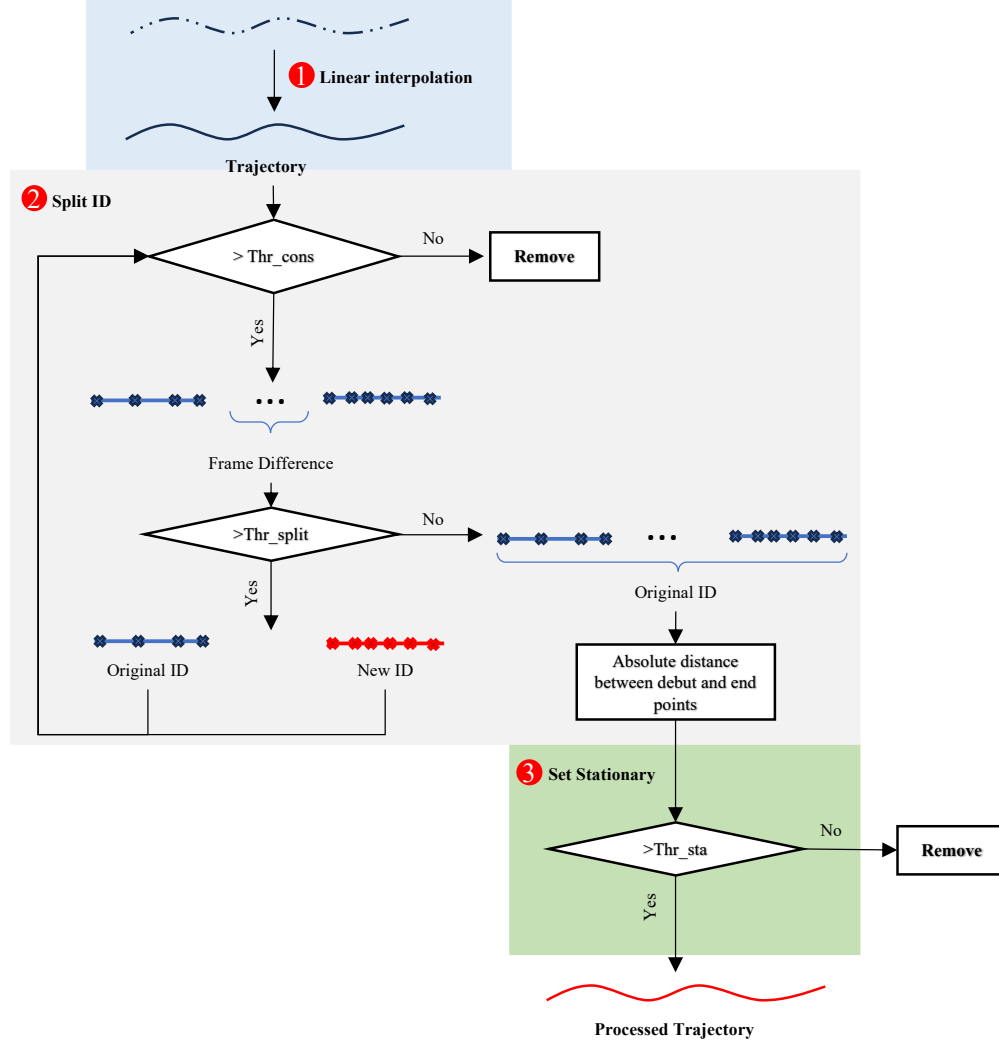 1 Linear interpolation
Trajectory
2 Split ID
> Thr_cons
No
Remove
Yes
Frame Difference
>Thr_split
No
Yes
Original ID
Original ID
New ID
Absolute distance
between debut and end
points
3 Set Stationary
>Thr_sta
No
Remove
Yes
Processed Trajectory